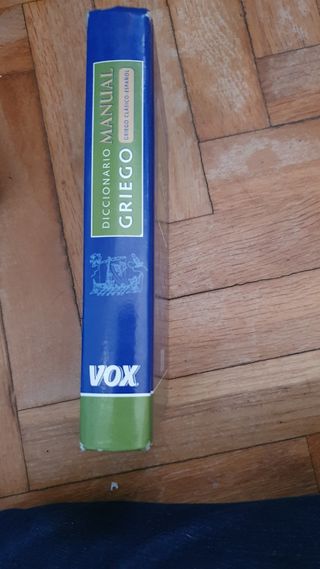 DICCIONARIO MANUAL
GRIEGO
GRIEGO CLÁSICO-ESPAÑOL
VOX